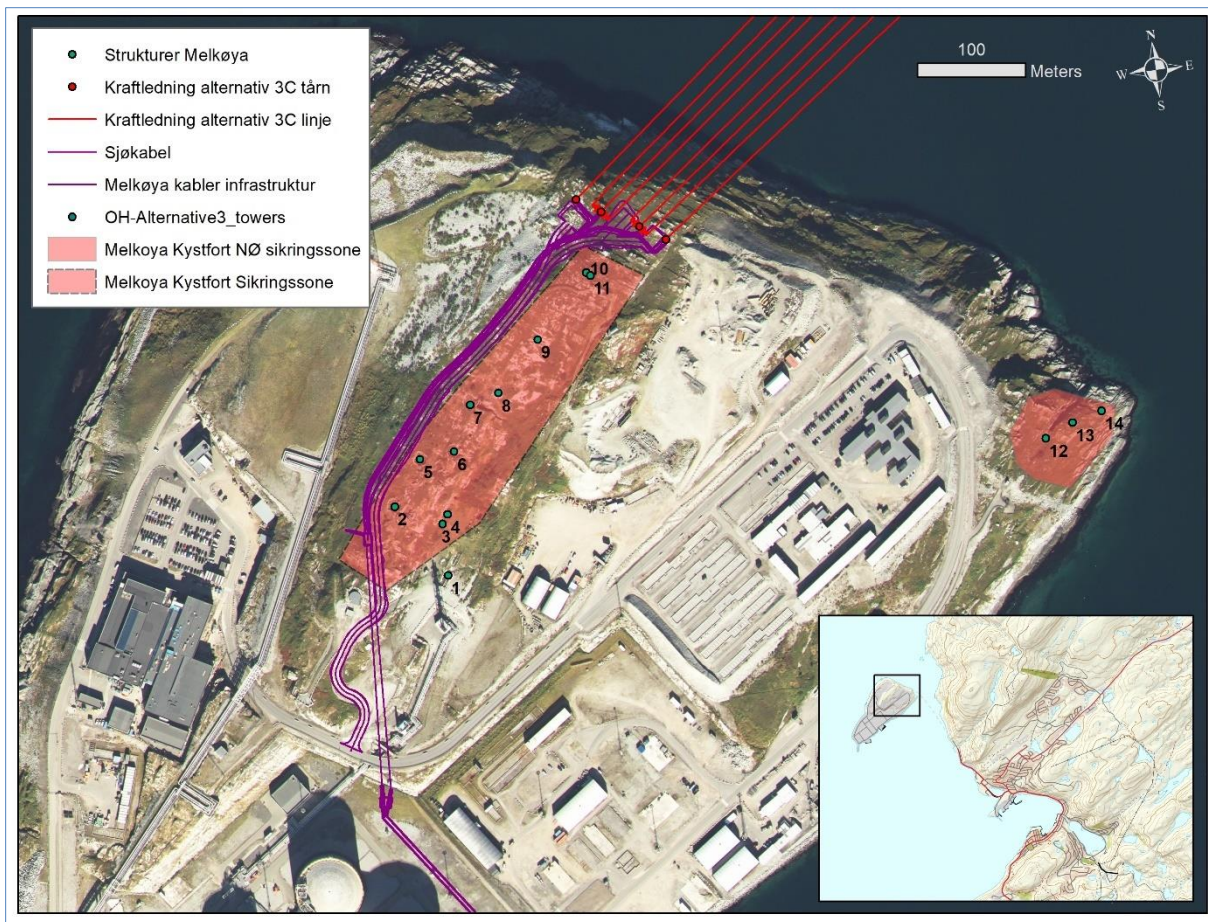 Strukturer Melkøya
Kraftledning alternativ 3C tårn
Kraftledning alternativ 3C linje
Sjøkabel
Melkøya kabler infrastruktur
OH-Alternative3_towers
Melkoya Kystfort NØ sikringssone
Melkoya Kystfort Sikringssone
100
Meters
N
W
E
S
10
11
9
8
7
6
5
2
4
3
1
14
13
12